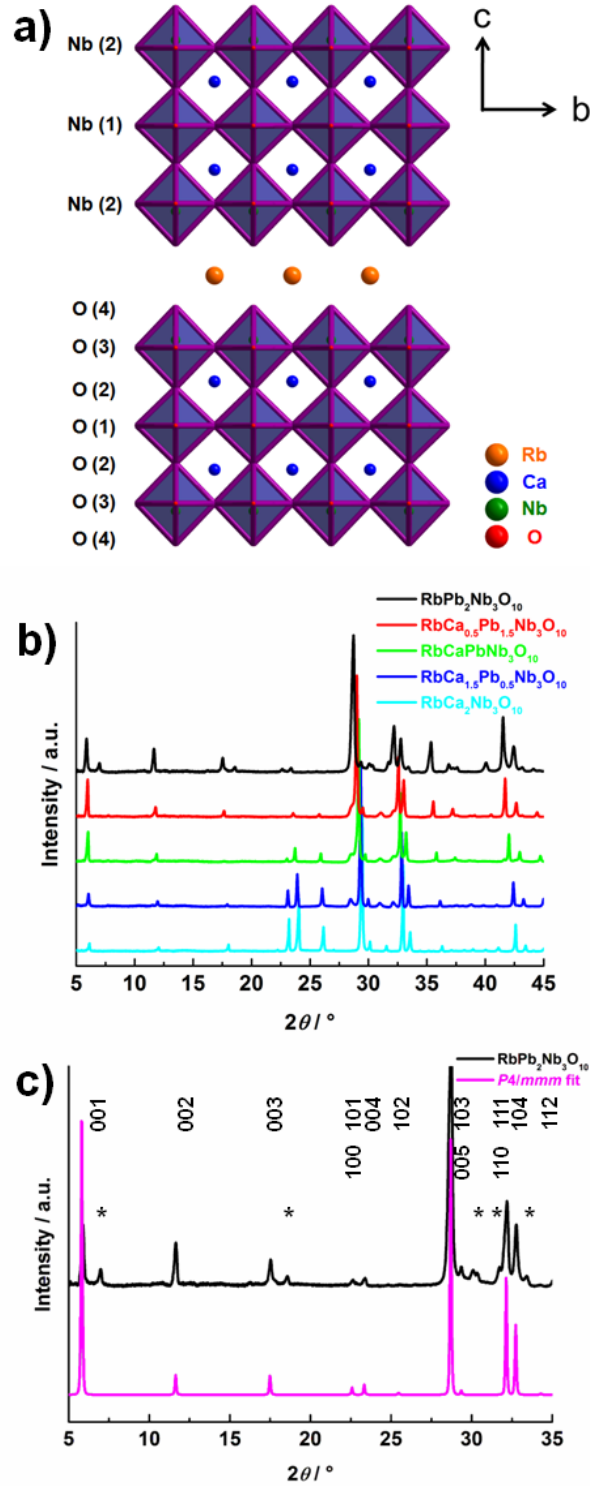 a)
c
b
Nb (2)
Nb (1)
Nb (2)
O (4)
O (3)
O (2)
O (1)
O (2)
O (3)
O (4)
Rb
Ca
Nb
O
b)
RbPb₂Nb₃O₁₀
RbCa₀.₅Pb₁.₅Nb₃O₁₀
RbCaPbNb₃O₁₀
RbCa₁.₅Pb₀.₅Nb₃O₁₀
RbCa₂Nb₃O₁₀
Intensity / a.u.
5 10 15 20 25 30 35 40 45
2θ / °
c)
RbPb₂Nb₃O₁₀
P4/mmm fit
001 002 003 101 004 102 103 111 104 112
100 005 110
* * * * *
Intensity / a.u.
5 10 15 20 25 30 35
2θ / °